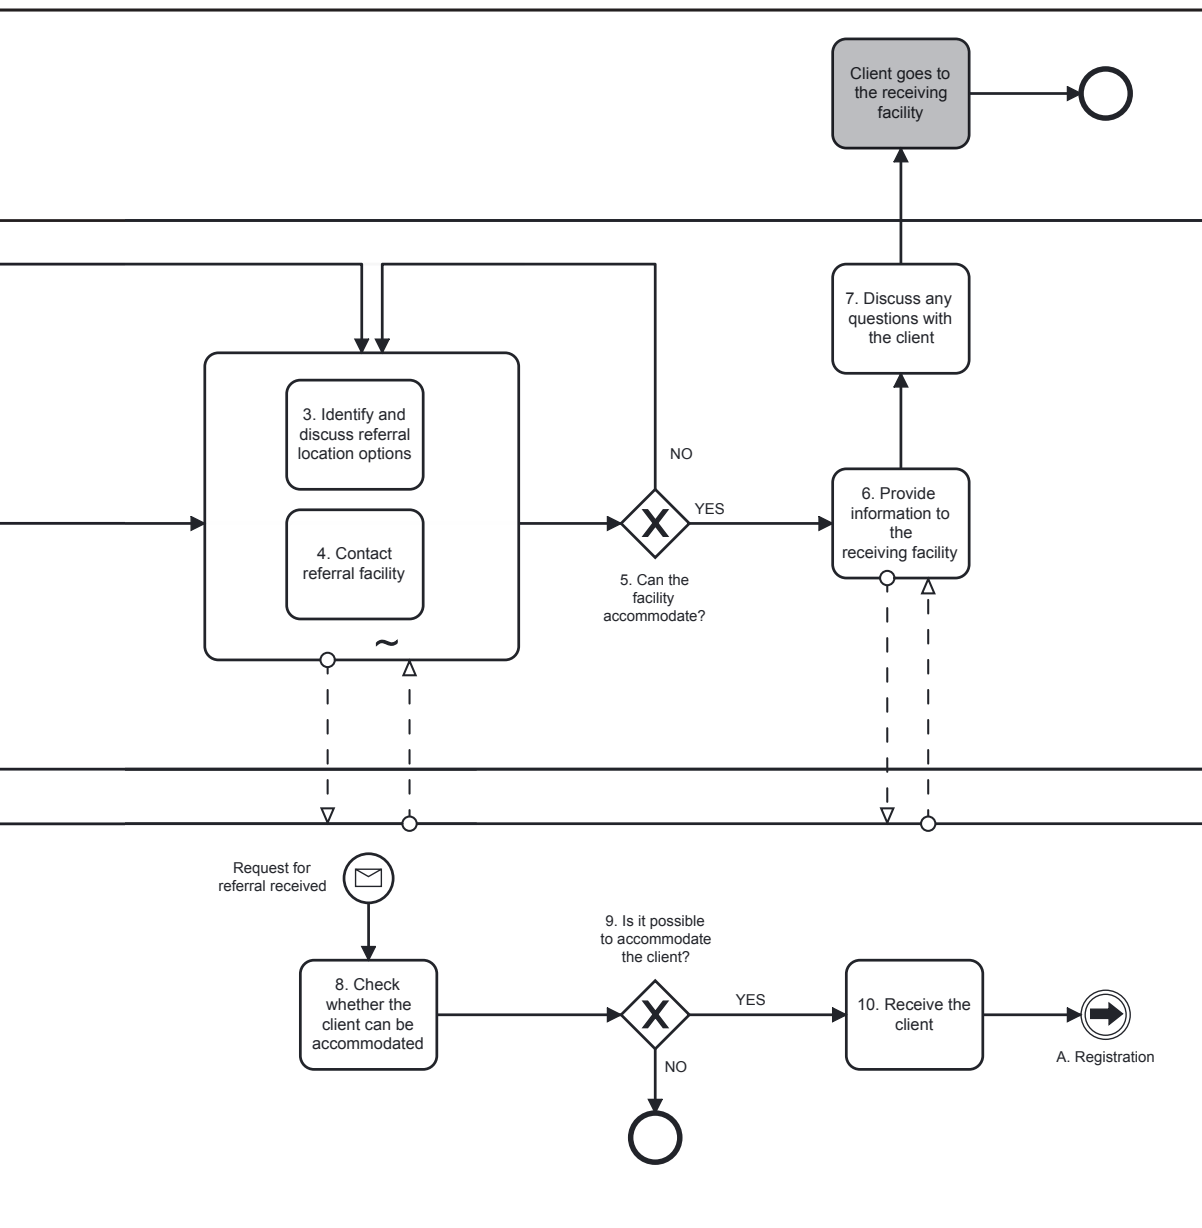 Client goes to
the receiving
facility
7. Discuss any
questions with
the client
3. Identify and
discuss referral
location options
NO
4. Contact
referral facility
~
YES
5. Can the
facility
accommodate?
6. Provide
information to
the
receiving facility
Request for
referral received
8. Check
whether the
client can be
accommodated
9. Is it possible
to accommodate
the client?
YES
NO
10. Receive the
client
A. Registration